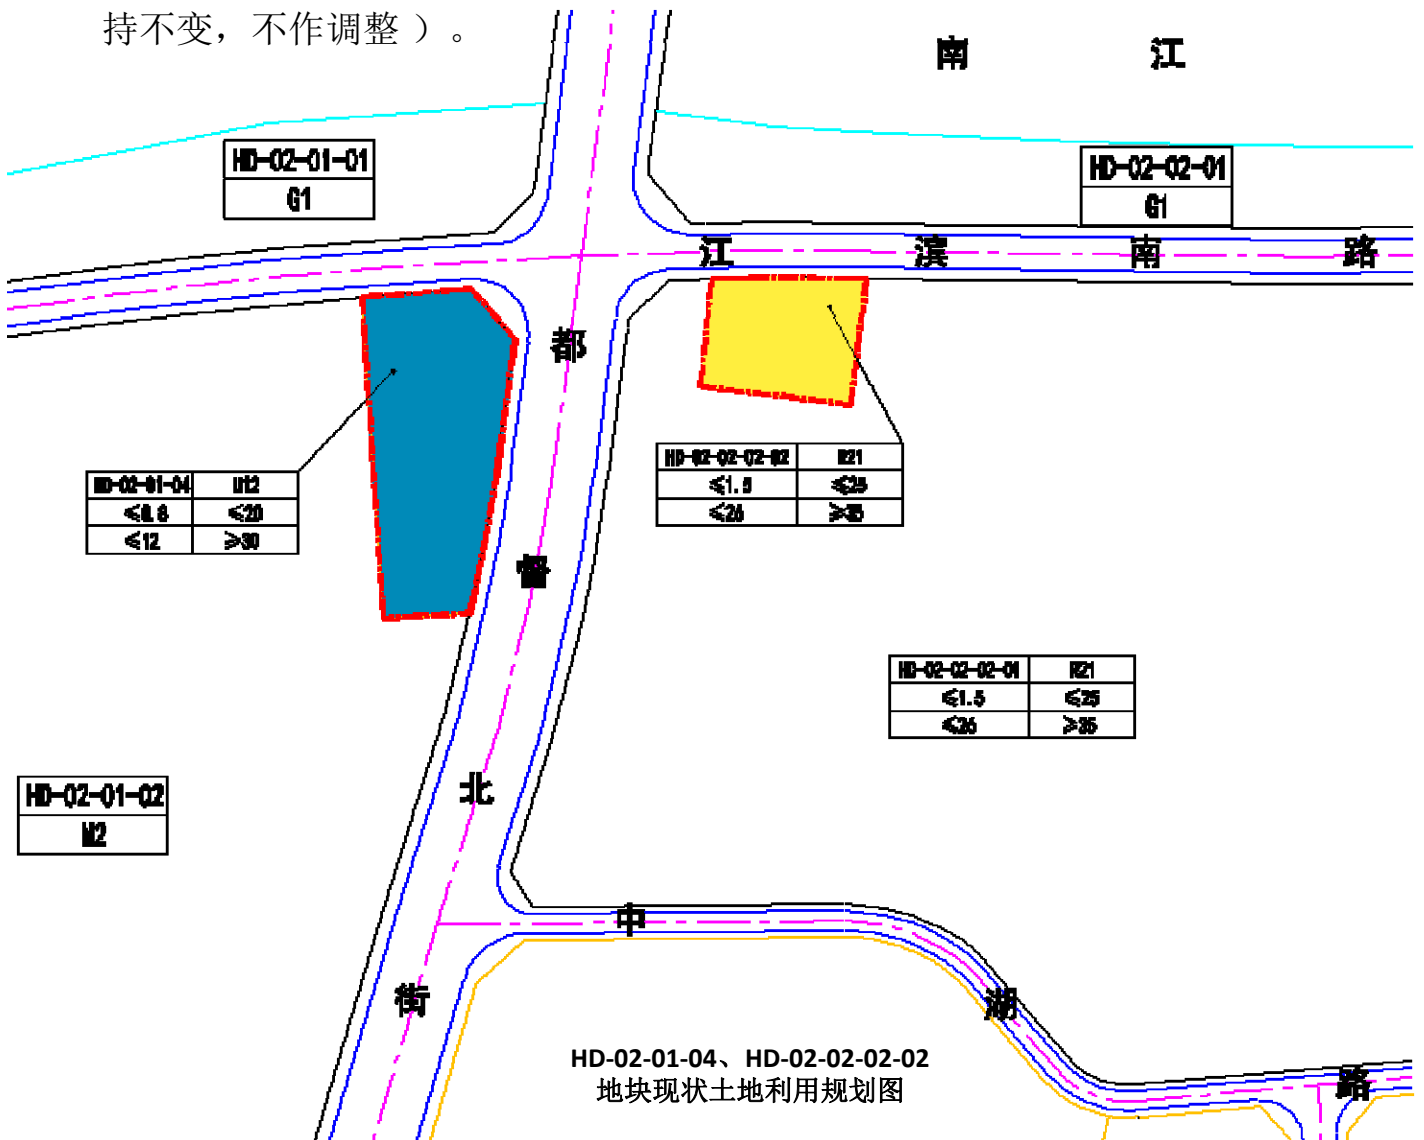 持不变，不作调整 ）。
南 江
HD-02-01-01
G1
HD-02-02-01
G1
江 滨 南 路
都
HD-02-02-02-02 R21
≤1.5 ≤25
≤26 ≥35
HD-02-01-04 U12
≤0.8 ≤20
≤12 ≥30
HD-02-02-02-01 R21
≤1.5 ≤25
≤26 ≥35
HD-02-01-02
M2
北
街
中 湖 路
HD-02-01-04、HD-02-02-02-02
地块现状土地利用规划图